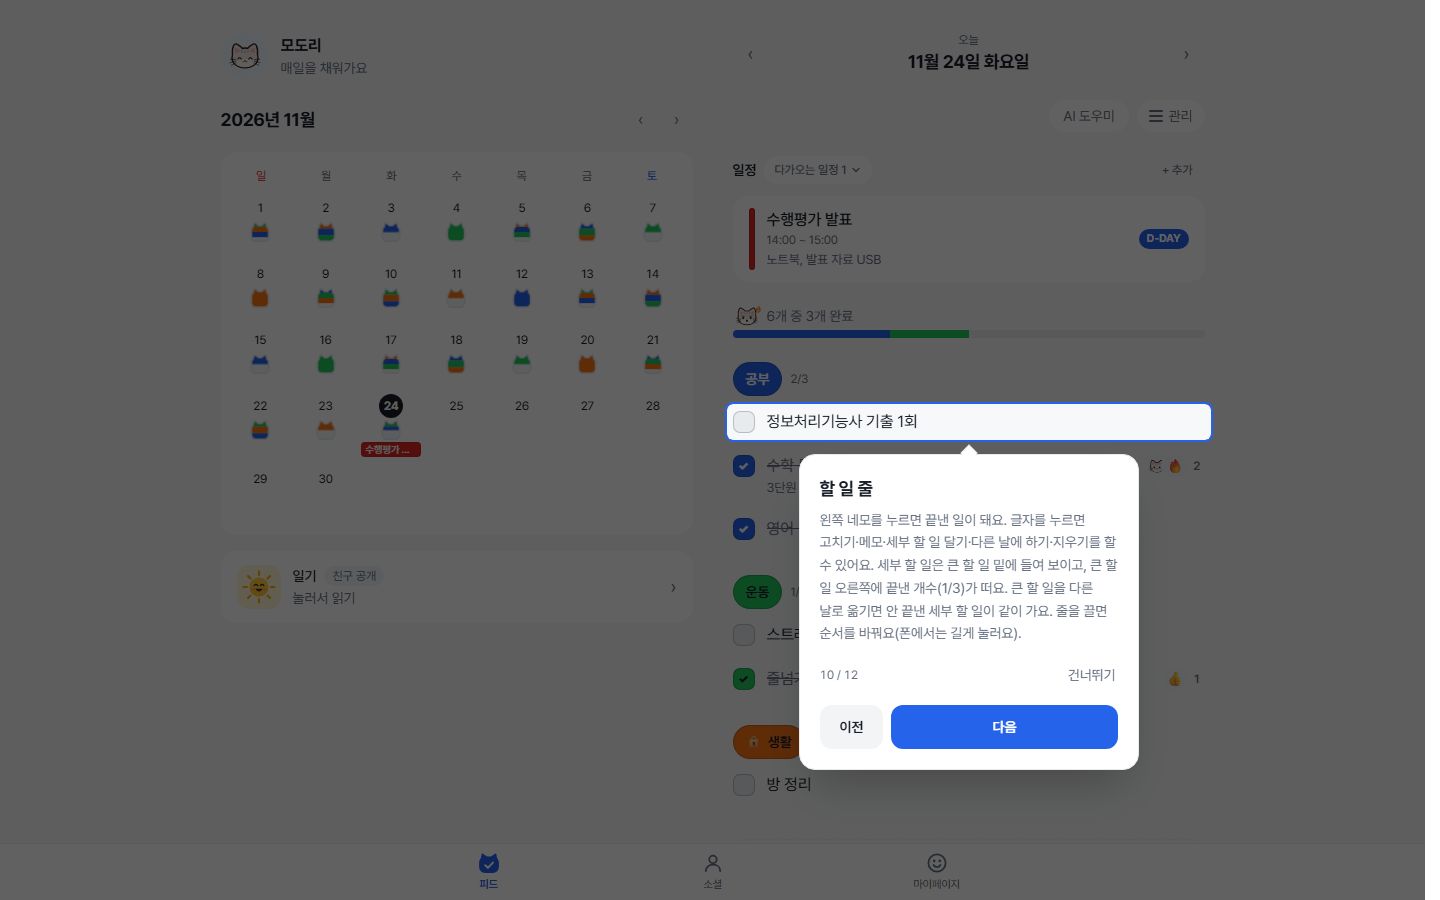 모도리
매일을 채워가요
2026년 11월
일 월 화 수 목 금 토
1 2 3 4 5 6 7
8 9 10 11 12 13 14
15 16 17 18 19 20 21
22 23 24 25 26 27 28
수행평가 ...
29 30
일기 친구 공개
눌러서 읽기
오늘
11월 24일 화요일
AI 도우미 관리
일정 다가오는 일정 1 + 추가
수행평가 발표
14:00 – 15:00
노트북, 발표 자료 USB
D-DAY
6개 중 3개 완료
공부 2/3
정보처리기능사 기출 1회
수학
2
3단원
영어
운동 1/
스트
줄넘
1
생활
방 정리
할 일 줄
왼쪽 네모를 누르면 끝낸 일이 돼요. 글자를 누르면
고치기·메모·세부 할 일 달기·다른 날에 하기·지우기를 할
수 있어요. 세부 할 일은 큰 할 일 밑에 들여 보이고, 큰 할
일 오른쪽에 끝낸 개수(1/3)가 떠요. 큰 할 일을 다른
날로 옮기면 안 끝낸 세부 할 일이 같이 가요. 줄을 끌면
순서를 바꿔요(폰에서는 길게 눌러요).
10 / 12 건너뛰기
이전 다음
피드 소셜 마이페이지